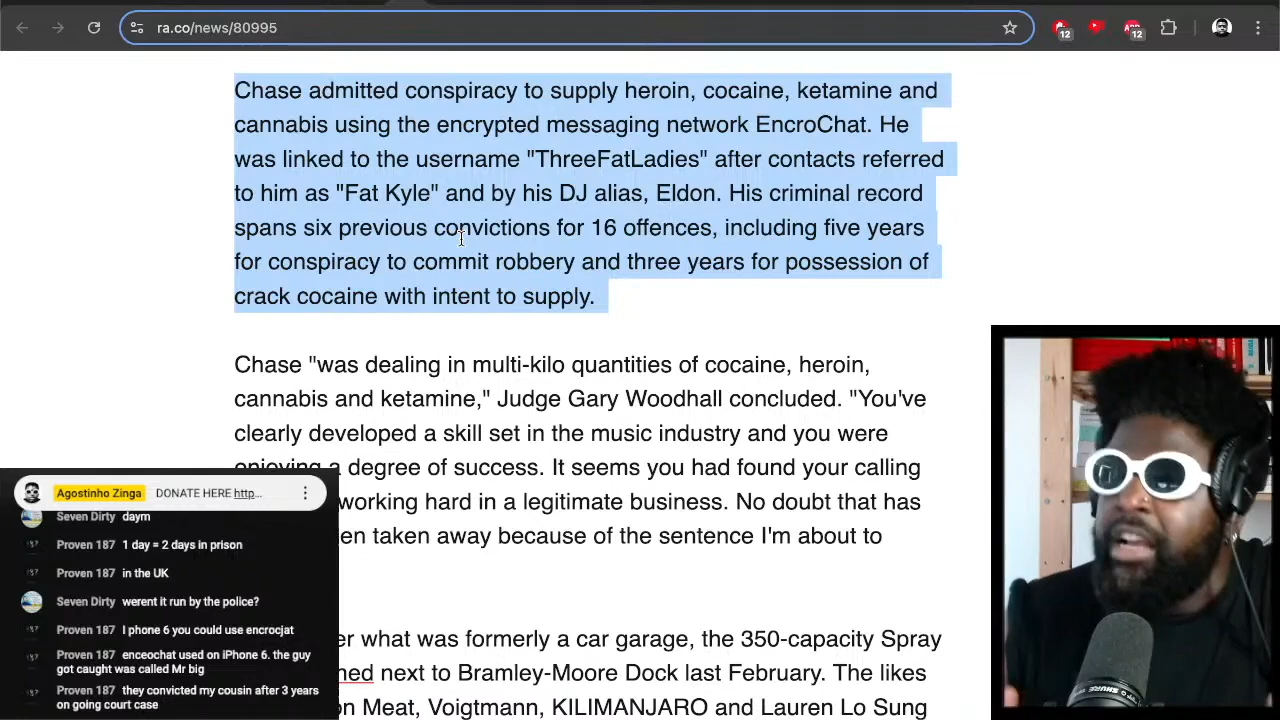 ra.co/news/80995
12
12
Chase admitted conspiracy to supply heroin, cocaine, ketamine and
cannabis using the encrypted messaging network EncroChat. He
was linked to the username "ThreeFatLadies" after contacts referred
to him as "Fat Kyle" and by his DJ alias, Eldon. His criminal record
spans six previous convictions for 16 offences, including five years
for conspiracy to commit robbery and three years for possession of
crack cocaine with intent to supply.
Chase "was dealing in multi-kilo quantities of cocaine, heroin,
cannabis and ketamine," Judge Gary Woodhall concluded. "You've
clearly developed a skill set in the music industry and you were
enjoying a degree of success. It seems you had found your calling
working hard in a legitimate business. No doubt that has
en taken away because of the sentence I'm about to
er what was formerly a car garage, the 350-capacity Spray
ned next to Bramley-Moore Dock last February. The likes
on Meat, Voigtmann, KILIMANJARO and Lauren Lo Sung
Agostinho Zinga DONATE HERE http...
Seven Dirty daym
Proven 187 1 day = 2 days in prison
Proven 187 in the UK
Seven Dirty werent it run by the police?
Proven 187 I phone 6 you could use encrocjat
Proven 187 enceochat used on iPhone 6. the guy
got caught was called Mr big
Proven 187 they convicted my cousin after 3 years
on going court case
SHURE